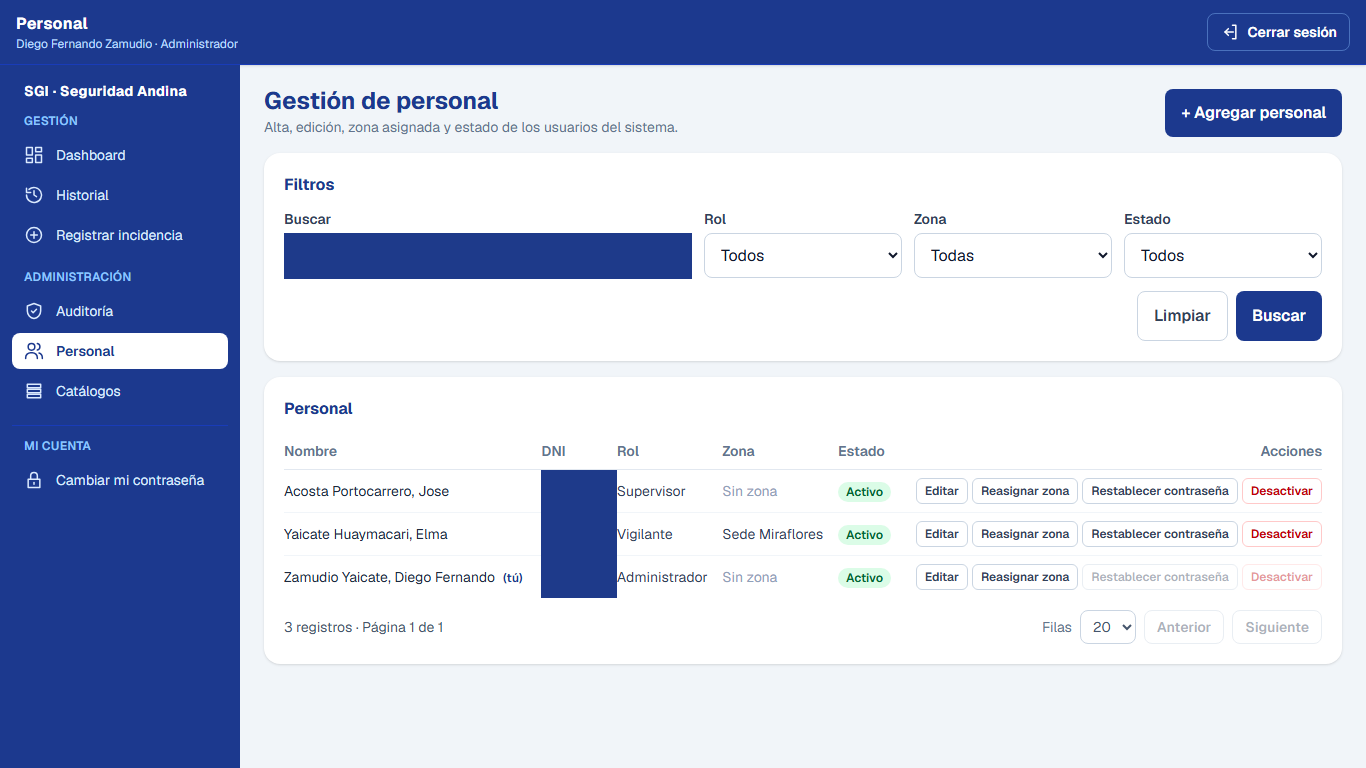 Personal
Diego Fernando Zamudio · Administrador
Cerrar sesión
SGI · Seguridad Andina
GESTIÓN
Dashboard
Historial
Registrar incidencia
ADMINISTRACIÓN
Auditoría
Personal
Catálogos
MI CUENTA
Cambiar mi contraseña
Gestión de personal
Alta, edición, zona asignada y estado de los usuarios del sistema.
+ Agregar personal
Filtros
Buscar Rol Zona Estado
Todos Todas Todos
Limpiar Buscar
Personal
Nombre DNI Rol Zona Estado Acciones
Acosta Portocarrero, Jose Supervisor Sin zona Activo Editar Reasignar zona Restablecer contraseña Desactivar
Yaicate Huaymacari, Elma Vigilante Sede Miraflores Activo Editar Reasignar zona Restablecer contraseña Desactivar
Zamudio Yaicate, Diego Fernando (tú) Administrador Sin zona Activo Editar Reasignar zona Restablecer contraseña Desactivar
3 registros · Página 1 de 1 Filas 20 Anterior Siguiente